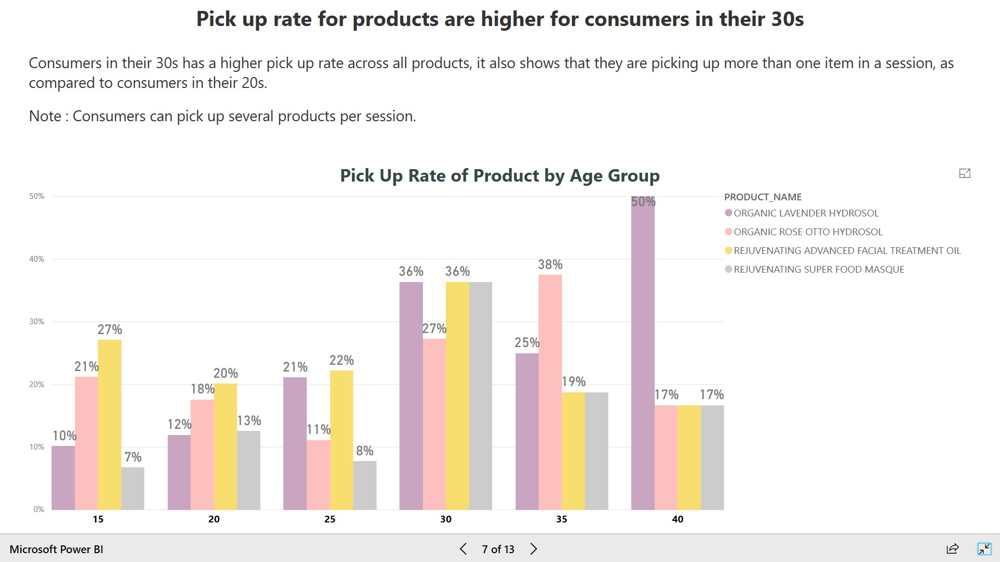 Pick up rate for products are higher for consumers in their 30s
Consumers in their 30s has a higher pick up rate across all products, it also shows that they are picking up more than one item in a session, as
compared to consumers in their 20s.
Note : Consumers can pick up several products per session.
Pick Up Rate of Product by Age Group
PRODUCT_NAME
ORGANIC LAVENDER HYDROSOL
ORGANIC ROSE OTTO HYDROSOL
REJUVENATING ADVANCED FACIAL TREATMENT OIL
REJUVENATING SUPER FOOD MASQUE
50%
40%
30%
20%
10%
0%
10%
21%
27%
7%
12%
18%
20%
13%
21%
11%
22%
8%
36%
27%
36%
25%
38%
19%
50%
17%
17%
15
20
25
30
35
40
Microsoft Power BI
7 of 13